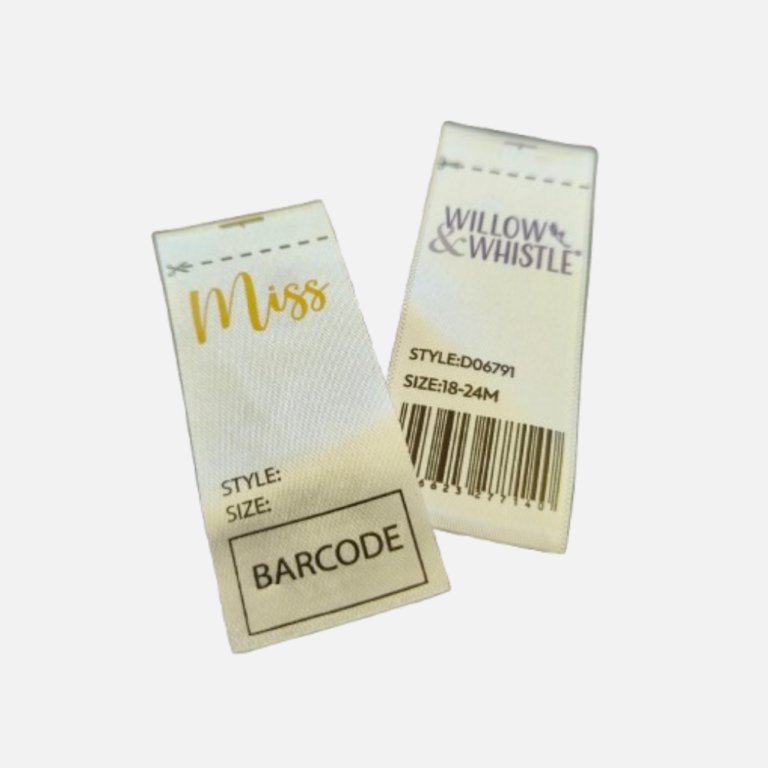 Miss
STYLE:
SIZE:
BARCODE
WILLOW
&WHISTLE
STYLE:D06791
SIZE:18-24M